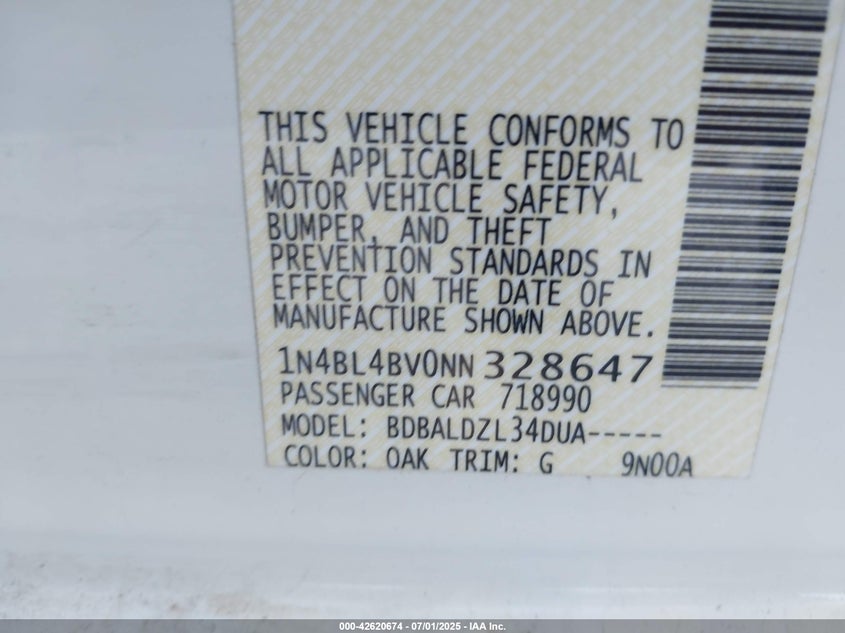 THIS VEHICLE CONFORMS TO
ALL APPLICABLE FEDERAL
MOTOR VEHICLE SAFETY,
BUMPER, AND THEFT
PREVENTION STANDARDS IN
EFFECT ON THE DATE OF
MANUFACTURE SHOWN ABOVE.
1N4BL4BV0NN328647
PASSENGER CAR 718990
MODEL: BDBALDZL34DUA-----
COLOR: QAK TRIM: G 9N00A
000-42620674 - 07/01/2025 - IAA Inc.